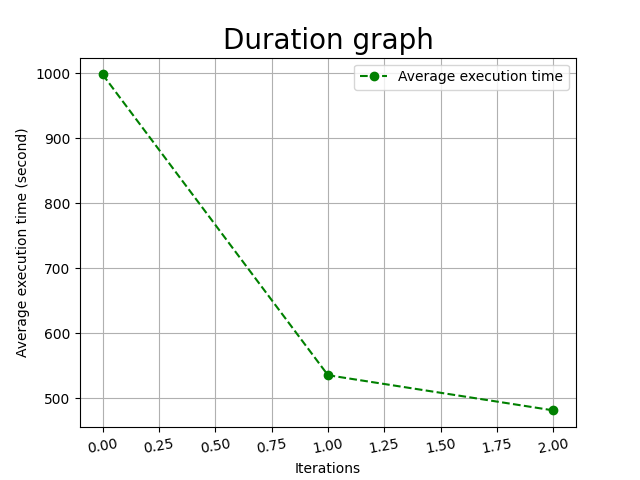 Duration graph
Average execution time
1000
900
800
700
600
500
Average execution time (second)
0.00 0.25 0.50 0.75 1.00 1.25 1.50 1.75 2.00
Iterations